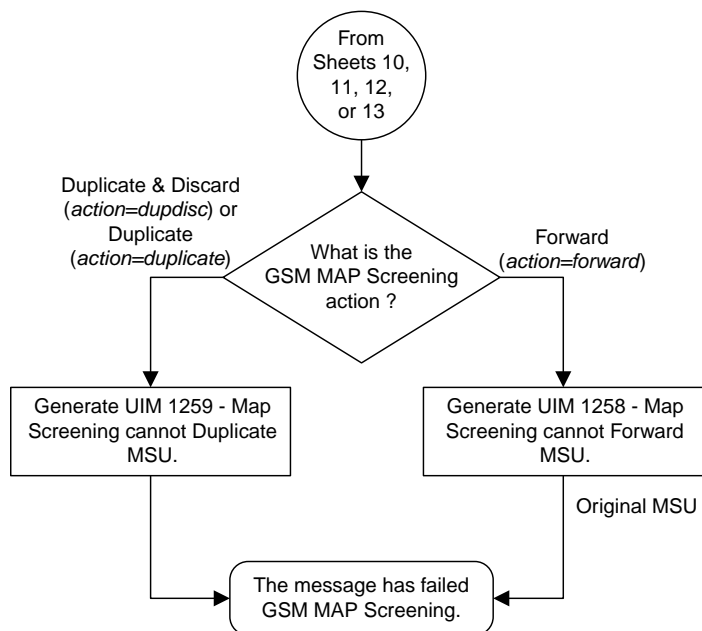 From
Sheets 10,
11, 12,
or 13
Duplicate & Discard
(action=dupdisc) or
Duplicate
(action=duplicate)
What is the
GSM MAP Screening
action ?
Forward
(action=forward)
Generate UIM 1259 - Map
Screening cannot Duplicate
MSU.
Generate UIM 1258 - Map
Screening cannot Forward
MSU.
Original MSU
The message has failed
GSM MAP Screening.